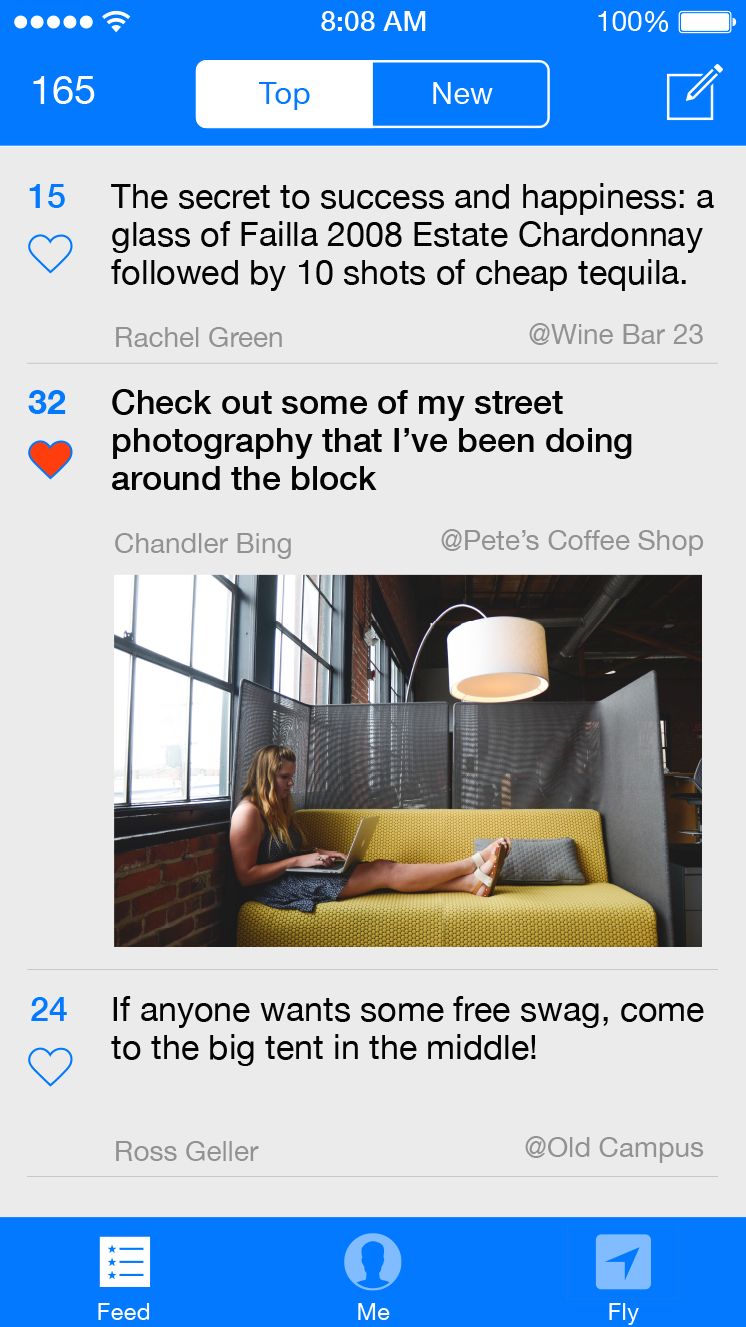 8:08 AM 100%
165 Top New
15 The secret to success and happiness: a
glass of Failla 2008 Estate Chardonnay
followed by 10 shots of cheap tequila.
Rachel Green @Wine Bar 23
32 Check out some of my street
photography that I’ve been doing
around the block
Chandler Bing @Pete’s Coffee Shop
24 If anyone wants some free swag, come
to the big tent in the middle!
Ross Geller @Old Campus
Feed Me Fly